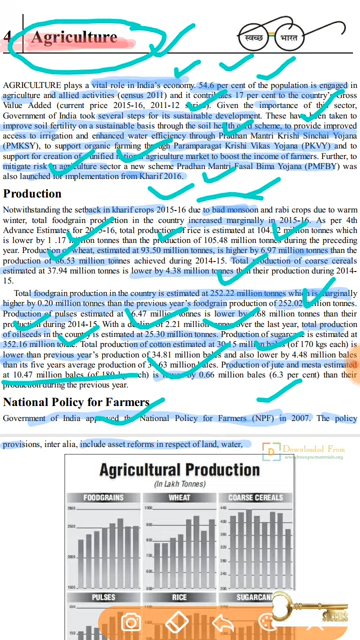 4 Agriculture
स्वच्छ भारत
AGRICULTURE plays a vital role in India's economy. 54.6 per cent of the population is engaged in
agriculture and allied activities (census 2011) and it contributes 17 per cent to the country's Gross
Value Added (current price 2015-16, 2011-12 series). Given the importance of this sector,
Government of India took several steps for its sustainable development. These have been taken to
improve soil fertility on a sustainable basis through the soil health card scheme, to provide improved
access to irrigation and enhanced water efficiency through Pradhan Mantri Krishi Sinchai Yojana
(PMKSY), to support organic farming through Paramparagat Krishi Vikas Yojana (PKVY) and to
support for creation of unified national agriculture market to boost the income of farmers. Further, to
mitigate risk in agriculture sector a new scheme Pradhan Mantri Fasal Bima Yojana (PMFBY) was
also launched for implementation from Kharif 2016.
Production
Notwithstanding the setback in kharif crops 2015-16 due to bad monsoon and rabi crops due to warm
winter, total foodgrain production in the country increased marginally in 2015-16. As per 4th
Advance Estimates for 2015-16, total production of rice is estimated at 104.32 million tonnes which
is lower by 1.17 million tonnes than the production of 105.48 million tonnes during the preceding
year. Production of wheat, estimated at 93.50 million tonnes, is higher by 6.97 million tonnes than the
production of 86.53 million tonnes achieved during 2014-15. Total production of coarse cereals
estimated at 37.94 million tonnes is lower by 4.38 million tonnes than their production during 2014-
15.
Total foodgrain production in the country is estimated at 252.22 million tonnes which is marginally
higher by 0.20 million tonnes than the previous year's foodgrain production of 252.02 million tonnes.
Production of pulses estimated at 16.47 million tonnes is lower by .68 million tonnes than their
production during 2014-15. With a decline of 2.21 million tonnes over the last year, total production
of oilseeds in the country is estimated at 25.30 million tonnes. Production of sugarcane is estimated at
352.16 million tonnes. Total production of cotton estimated at 30.15 million bales (of 170 kgs each) is
lower than previous year's production of 34.81 million bales and also lower by 4.48 million bales
than its five years average production of 34.63 million bales. Production of jute and mesta estimated
at 10.47 million bales (of 180 kg each) is lower by 0.66 million bales (6.3 per cent) than their
production during the previous year.
National Policy for Farmers
Government of India approved the National Policy for Farmers (NPF) in 2007. The policy
provisions, inter alia, include asset reforms in respect of land, water,
Downloaded From
Agricultural Production
(In Lakh Tonnes)
FOODGRAINS WHEAT COARSE CEREALS
PULSES RICE SUGARCANE